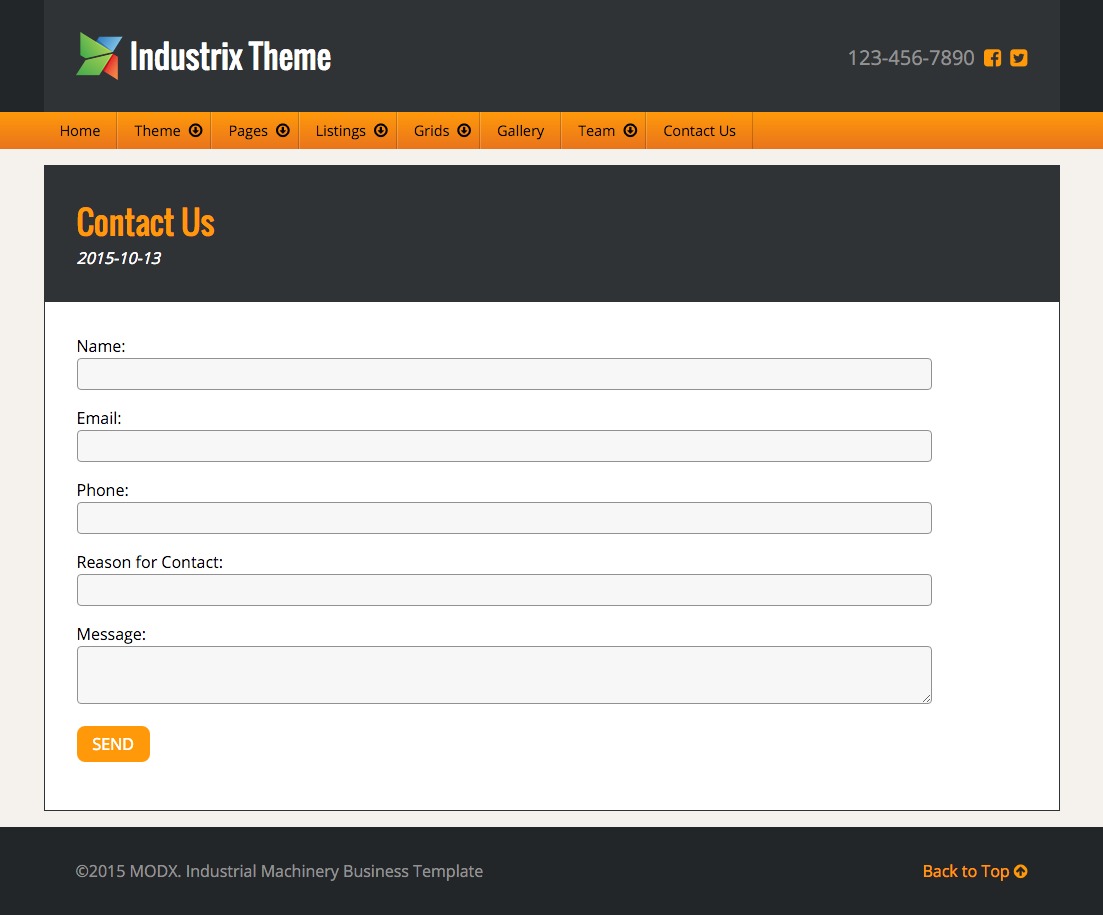 Industrix Theme
123-456-7890
Home Theme Pages Listings Grids Gallery Team Contact Us
Contact Us
2015-10-13
Name:
Email:
Phone:
Reason for Contact:
Message:
SEND
©2015 MODX. Industrial Machinery Business Template
Back to Top